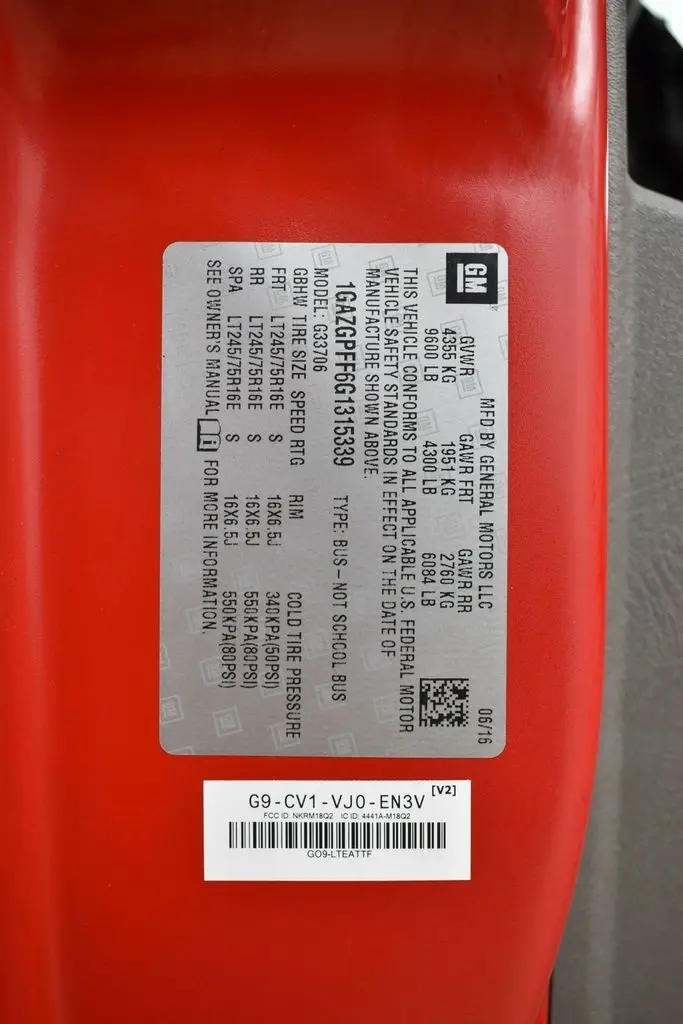 GM
MFD BY GENERAL MOTORS LLC 06/16
GVWR GAWR FRT GAWR RR
4355 KG 1951 KG 2760 KG
9600 LB 4300 LB 6084 LB
THIS VEHICLE CONFORMS TO ALL APPLICABLE U.S. FEDERAL MOTOR
VEHICLE SAFETY STANDARDS IN EFFECT ON THE DATE OF
MANUFACTURE SHOWN ABOVE.
1GAZGPFF6G1315339 TYPE: BUS – NOT SCHOOL BUS
MODEL: G33706
GBHW TIRE SIZE SPEED RTG RIM COLD TIRE PRESSURE
FRT LT245/75R16E S 16X6.5J 340KPA(50PSI)
RR LT245/75R16E S 16X6.5J 550KPA(80PSI)
SPA LT245/75R16E S 16X6.5J 550KPA(80PSI)
SEE OWNER'S MANUAL FOR MORE INFORMATION.
G9-CV1-VJ0-EN3V [V2]
FCC ID: NKRM18Q2 IC ID: 4441A-M18Q2
GO9-LTEATTF